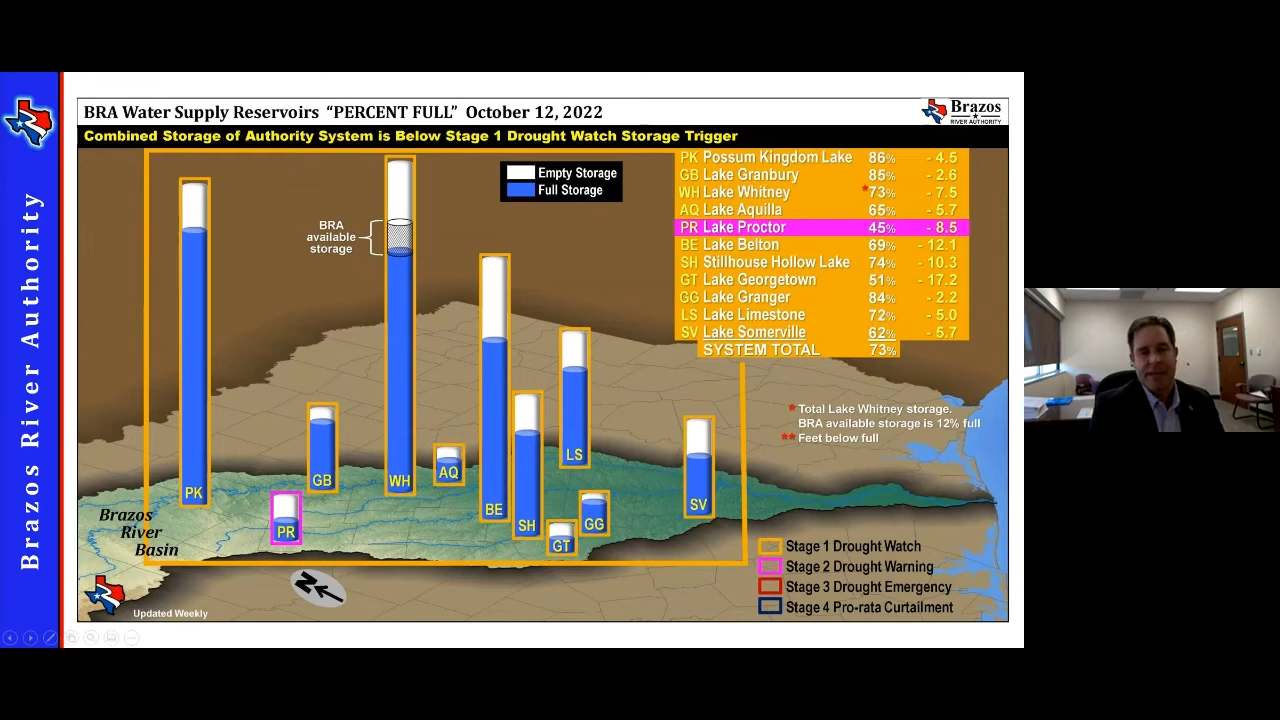 Brazos River Authority
BRA Water Supply Reservoirs "PERCENT FULL" October 12, 2022
Brazos
RIVER AUTHORITY
Combined Storage of Authority System is Below Stage 1 Drought Watch Storage Trigger
Empty Storage
Full Storage
PK Possum Kingdom Lake 86% - 4.5
GB Lake Granbury 85% - 2.6
WH Lake Whitney *73% - 7.5
AQ Lake Aquilla 65% - 5.7
PR Lake Proctor 45% - 8.5
BE Lake Belton 69% - 12.1
SH Stillhouse Hollow Lake 74% - 10.3
GT Lake Georgetown 51% - 17.2
GG Lake Granger 84% - 2.2
LS Lake Limestone 72% - 5.0
SV Lake Somerville 62% - 5.7
SYSTEM TOTAL 73%
BRA
available
storage
* Total Lake Whitney storage.
BRA available storage is 12% full
** Feet below full
PK
GB
WH
AQ
PR
BE
SH
LS
GT
GG
SV
Brazos
River
Basin
N
Updated Weekly
Stage 1 Drought Watch
Stage 2 Drought Warning
Stage 3 Drought Emergency
Stage 4 Pro-rata Curtailment